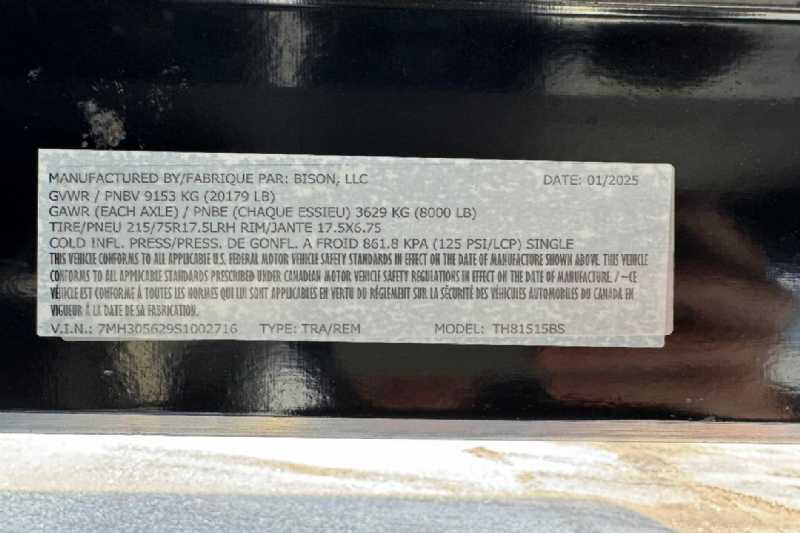 MANUFACTURED BY/FABRIQUE PAR: BISON, LLC DATE: 01/2025
GVWR / PNBV 9153 KG (20179 LB)
GAWR (EACH AXLE) / PNBE (CHAQUE ESSIEU) 3629 KG (8000 LB)
TIRE/PNEU 215/75R17.5LRH RIM/JANTE 17.5X6.75
COLD INFL. PRESS/PRESS. DE GONFL. A FROID 861.8 KPA (125 PSI/LCP) SINGLE
THIS VEHICLE CONFORMS TO ALL APPLICABLE U.S. FEDERAL MOTOR VEHICLE SAFETY STANDARDS IN EFFECT ON THE DATE OF MANUFACTURE SHOWN ABOVE. THIS VEHICLE
CONFORMS TO ALL APPLICABLE STANDARDS PRESCRIBED UNDER CANADIAN MOTOR VEHICLE SAFETY REGULATIONS IN EFFECT ON THE DATE OF MANUFACTURE. / –CE
VÉHICLE EST CONFORME À TOUTES LES NORMES QUI LUI SONT APPLICABLES EN VERTU DU RÉGLEMENT SUR LA SÉCURITÉ DES VÉHICULES AUTOMOBILES DU CANADA EN
VIGUEUR À LA DATE DE SA FABRICATION.
V.I.N.: 7MH305629S1002716 TYPE: TRA/REM MODEL: TH81515BS